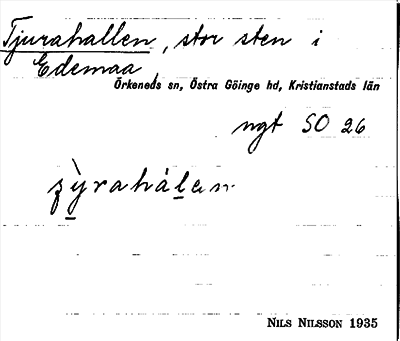 Tjurahallen, stor sten i
Edemaa
Örkeneds sn, Östra Göinge hd, Kristianstads län
ngt SO 26
NILS NILSSON 1935